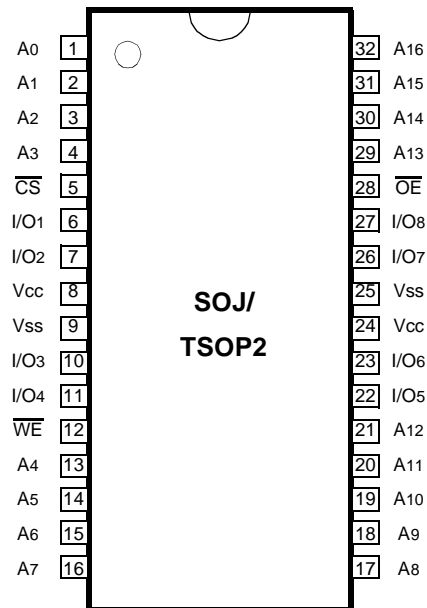 A0 1 32 A16
A1 2 31 A15
A2 3 30 A14
A3 4 29 A13
C̅S̅ 5 28 O̅E̅
I/O1 6 27 I/O8
I/O2 7 26 I/O7
Vcc 8 25 Vss
Vss 9 24 Vcc
SOJ/
TSOP2
I/O3 10 23 I/O6
I/O4 11 22 I/O5
W̅E̅ 12 21 A12
A4 13 20 A11
A5 14 19 A10
A6 15 18 A9
A7 16 17 A8